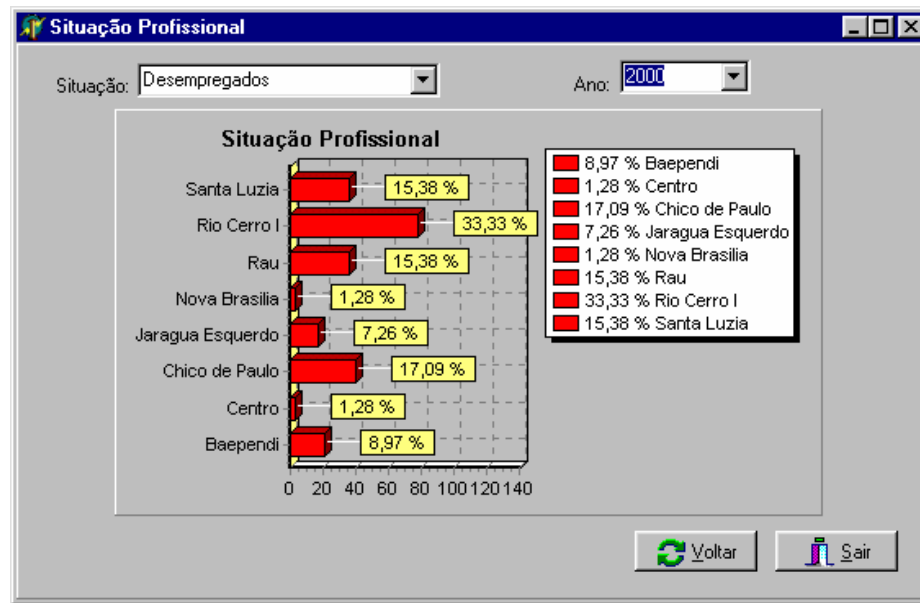 Situação Profissional
Situação: Desempregados
Ano: 2000
Situação Profissional
Santa Luzia 15,38 %
Rio Cerro I 33,33 %
Rau 15,38 %
Nova Brasilia 1,28 %
Jaragua Esquerdo 7,26 %
Chico de Paulo 17,09 %
Centro 1,28 %
Baependi 8,97 %
0 20 40 60 80 100 120 140
8,97 % Baependi
1,28 % Centro
17,09 % Chico de Paulo
7,26 % Jaragua Esquerdo
1,28 % Nova Brasilia
15,38 % Rau
33,33 % Rio Cerro I
15,38 % Santa Luzia
Voltar
Sair